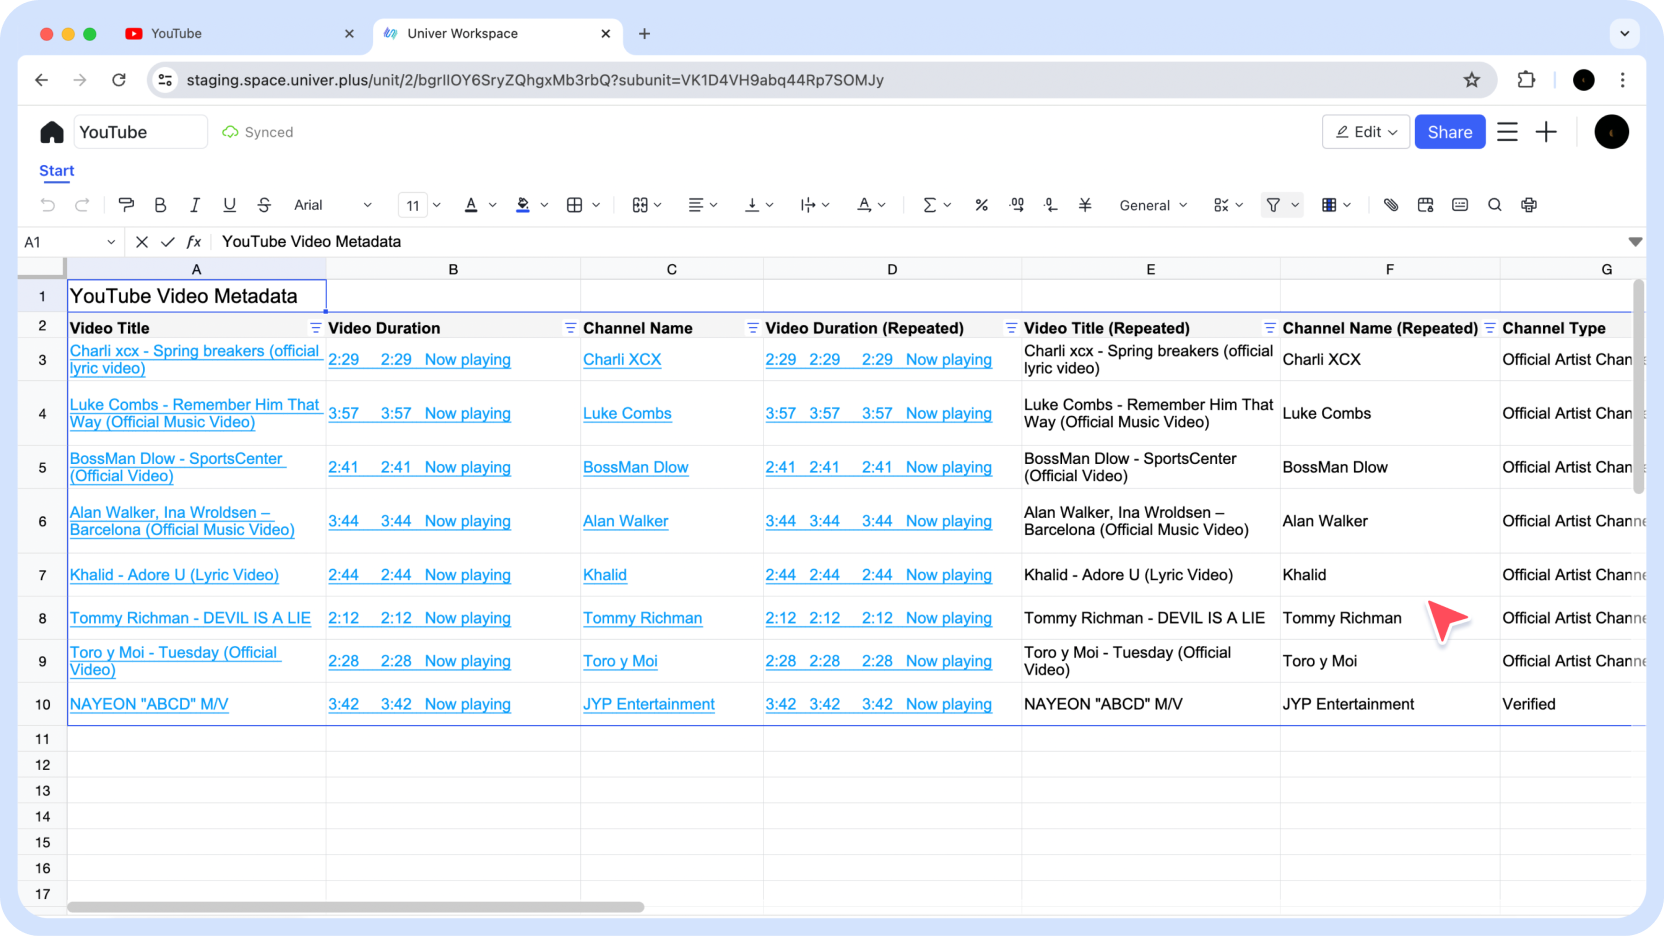 YouTube
Univer Workspace
staging.space.univer.plus/unit/2/bgrIlOY6SryZQhgxMb3rbQ?subunit=VK1D4VH9abq44Rp7SOMJy
YouTube
Synced
Edit
Share
Start
Arial
11
General
A1
fx
YouTube Video Metadata
A B C D E F G
1 YouTube Video Metadata
2 Video Title Video Duration Channel Name Video Duration (Repeated) Video Title (Repeated) Channel Name (Repeated) Channel Type
3 Charli xcx - Spring breakers (official lyric video) 2:29 2:29 Now playing Charli XCX 2:29 2:29 2:29 Now playing Charli xcx - Spring breakers (official lyric video) Charli XCX Official Artist Chan
4 Luke Combs - Remember Him That Way (Official Music Video) 3:57 3:57 Now playing Luke Combs 3:57 3:57 3:57 Now playing Luke Combs - Remember Him That Way (Official Music Video) Luke Combs Official Artist Chan
5 BossMan Dlow - SportsCenter (Official Video) 2:41 2:41 Now playing BossMan Dlow 2:41 2:41 2:41 Now playing BossMan Dlow - SportsCenter (Official Video) BossMan Dlow Official Artist Chan
6 Alan Walker, Ina Wroldsen – Barcelona (Official Music Video) 3:44 3:44 Now playing Alan Walker 3:44 3:44 3:44 Now playing Alan Walker, Ina Wroldsen – Barcelona (Official Music Video) Alan Walker Official Artist Channe
7 Khalid - Adore U (Lyric Video) 2:44 2:44 Now playing Khalid 2:44 2:44 2:44 Now playing Khalid - Adore U (Lyric Video) Khalid Official Artist Channe
8 Tommy Richman - DEVIL IS A LIE 2:12 2:12 Now playing Tommy Richman 2:12 2:12 2:12 Now playing Tommy Richman - DEVIL IS A LIE Tommy Richman Official Artist Channe
9 Toro y Moi - Tuesday (Official Video) 2:28 2:28 Now playing Toro y Moi 2:28 2:28 2:28 Now playing Toro y Moi - Tuesday (Official Video) Toro y Moi Official Artist Channe
10 NAYEON "ABCD" M/V 3:42 3:42 Now playing JYP Entertainment 3:42 3:42 3:42 Now playing NAYEON "ABCD" M/V JYP Entertainment Verified
11
12
13
14
15
16
17